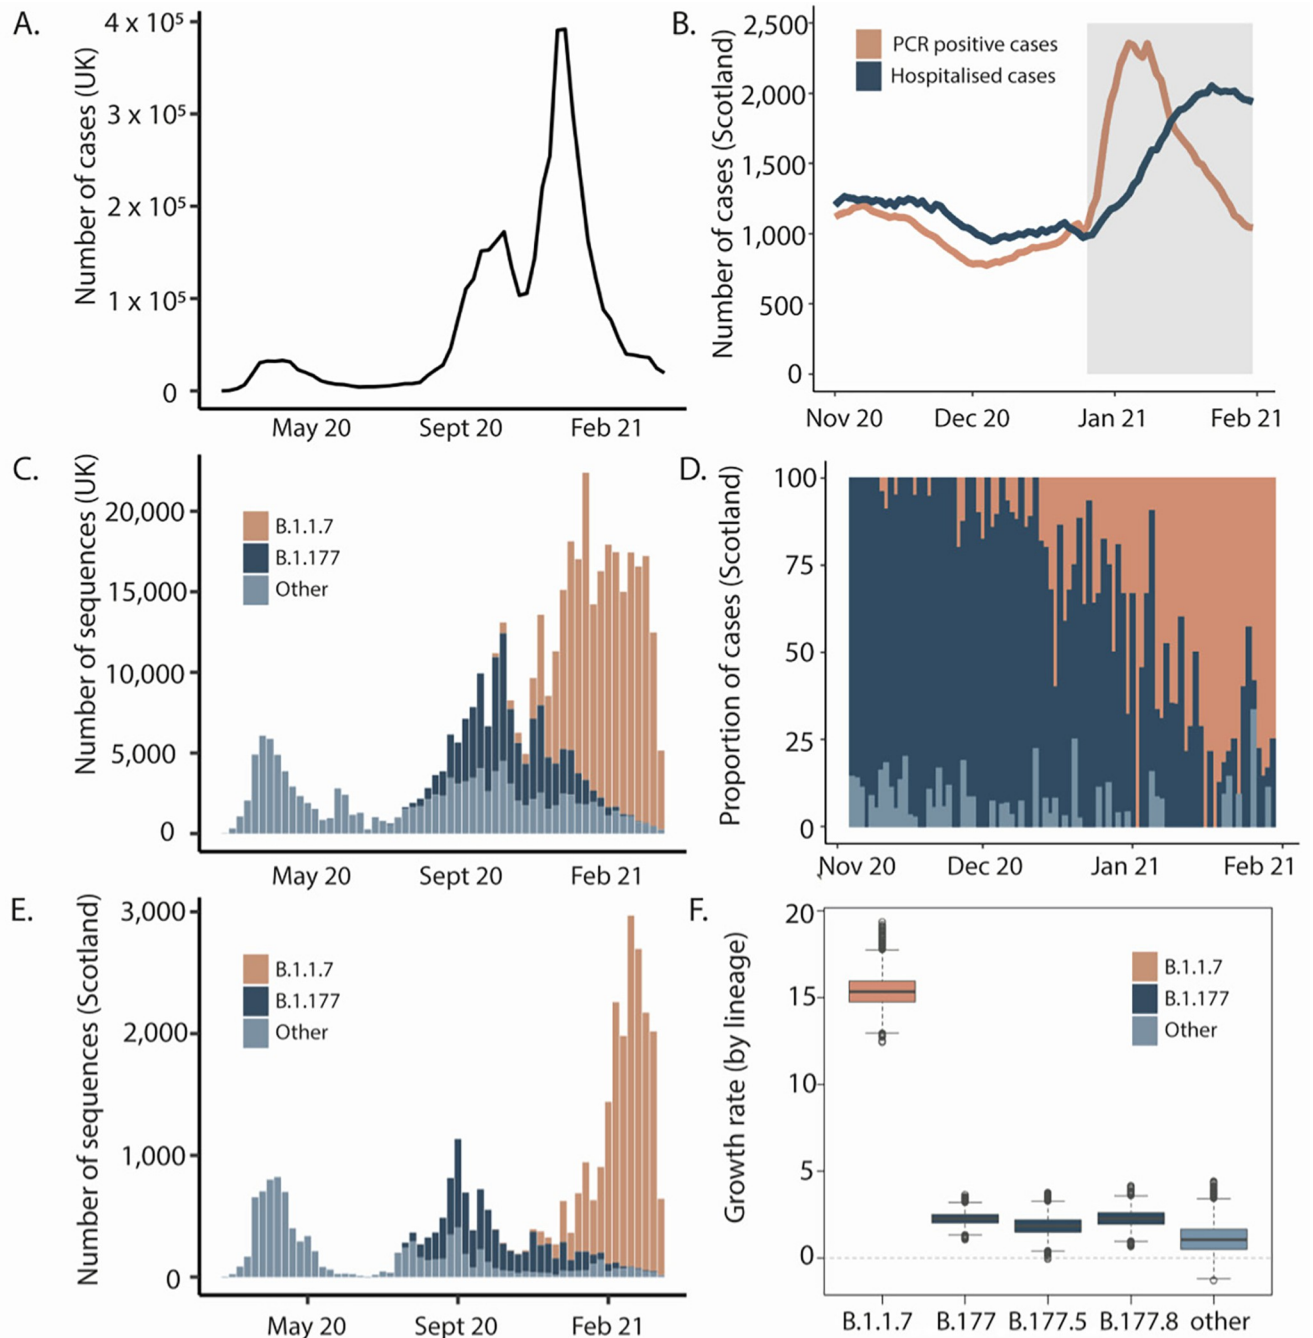 A.
Number of cases (UK)
4 x 10⁵
3 x 10⁵
2 x 10⁵
1 x 10⁵
0
May 20
Sept 20
Feb 21
B.
Number of cases (Scotland)
2,500
2,000
1,500
1,000
500
0
PCR positive cases
Hospitalised cases
Nov 20
Dec 20
Jan 21
Feb 21
C.
Number of sequences (UK)
20,000
15,000
10,000
5,000
0
B.1.1.7
B.1.177
Other
May 20
Sept 20
Feb 21
D.
Proportion of cases (Scotland)
100
75
50
25
0
Nov 20
Dec 20
Jan 21
Feb 21
E.
Number of sequences (Scotland)
3,000
2,000
1,000
0
B.1.1.7
B.1.177
Other
May 20
Sept 20
Feb 21
F.
Growth rate (by lineage)
20
15
10
5
0
B.1.1.7
B.1.177
Other
B.1.1.7
B.177
B.177.5
B.177.8
other